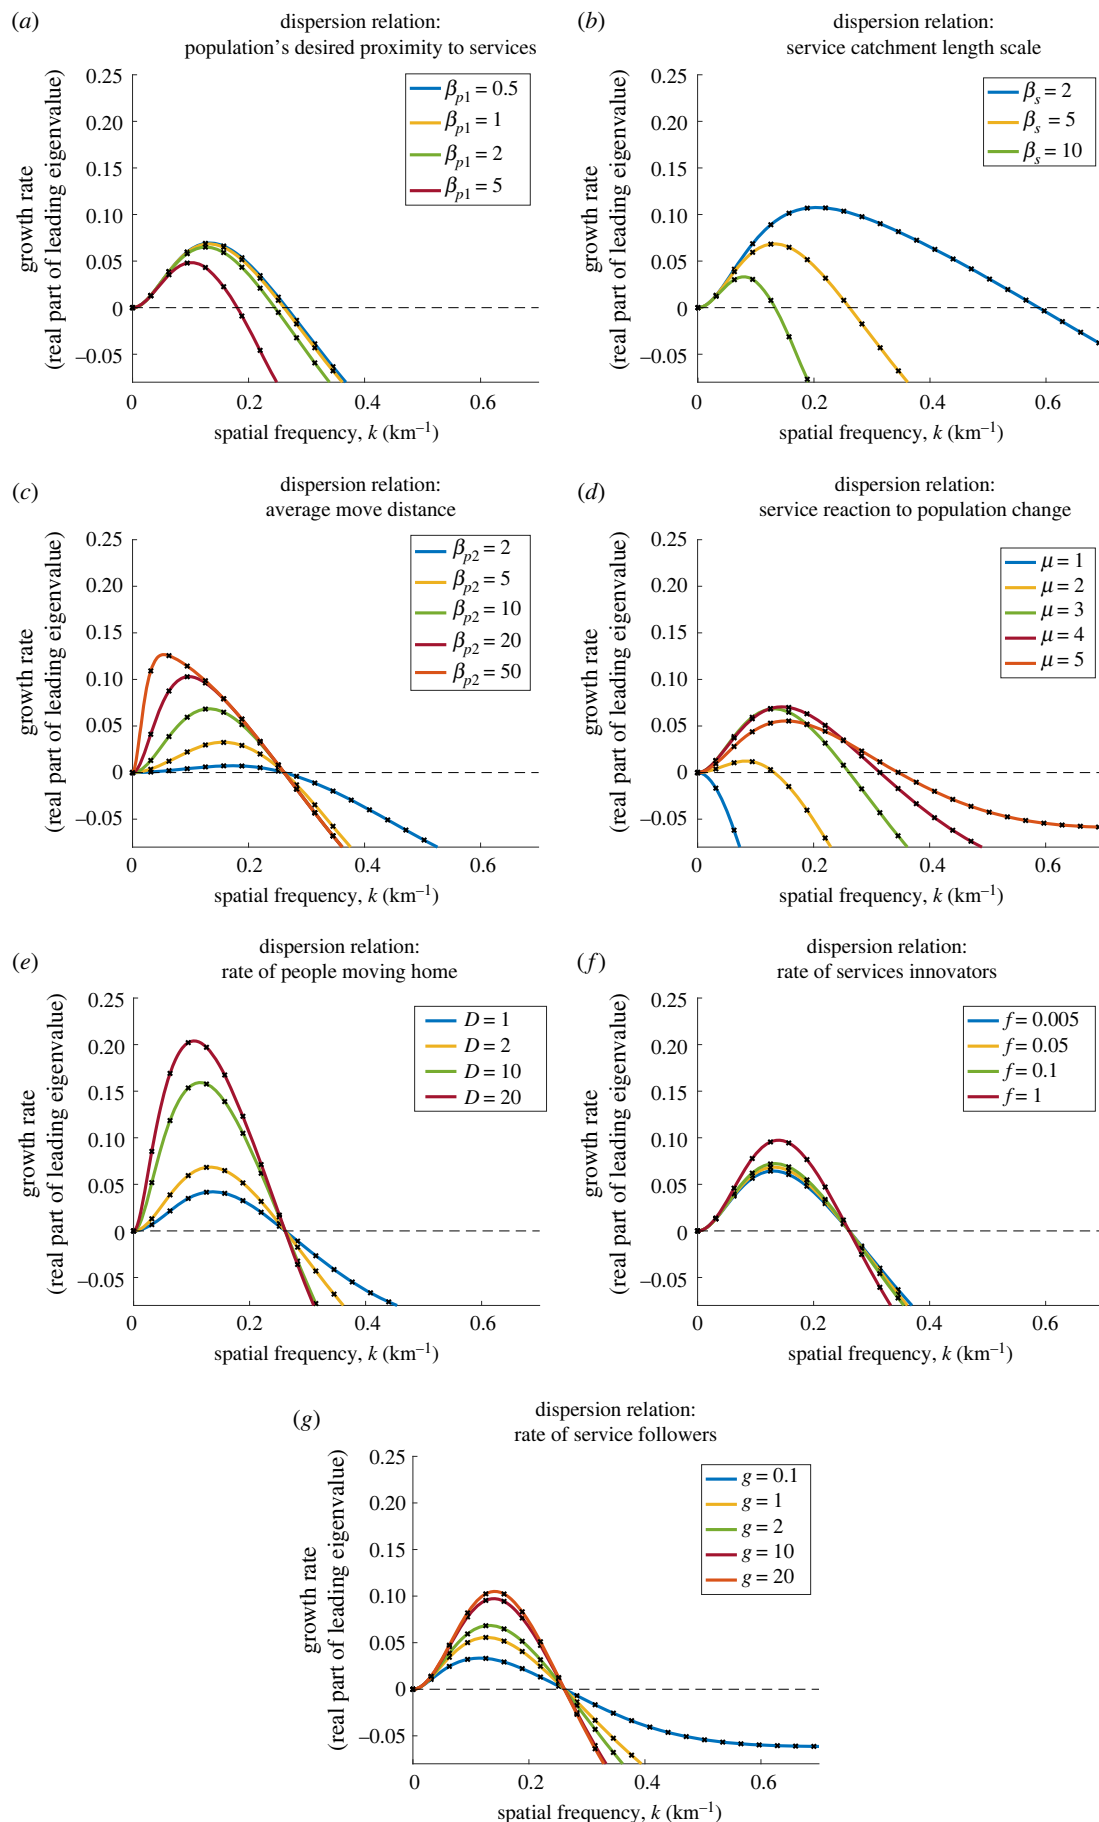 (a)
dispersion relation:
population's desired proximity to services
growth rate
(real part of leading eigenvalue)
0.25
0.20
0.15
0.10
0.05
0
−0.05
β_p1 = 0.5
β_p1 = 1
β_p1 = 2
β_p1 = 5
0 0.2 0.4 0.6
spatial frequency, k (km⁻¹)
(b)
dispersion relation:
service catchment length scale
growth rate
(real part of leading eigenvalue)
0.25
0.20
0.15
0.10
0.05
0
−0.05
β_s = 2
β_s = 5
β_s = 10
0 0.2 0.4 0.6
spatial frequency, k (km⁻¹)
(c)
dispersion relation:
average move distance
growth rate
(real part of leading eigenvalue)
0.25
0.20
0.15
0.10
0.05
0
−0.05
β_p2 = 2
β_p2 = 5
β_p2 = 10
β_p2 = 20
β_p2 = 50
0 0.2 0.4 0.6
spatial frequency, k (km⁻¹)
(d)
dispersion relation:
service reaction to population change
growth rate
(real part of leading eigenvalue)
0.25
0.20
0.15
0.10
0.05
0
−0.05
μ = 1
μ = 2
μ = 3
μ = 4
μ = 5
0 0.2 0.4 0.6
spatial frequency, k (km⁻¹)
(e)
dispersion relation:
rate of people moving home
growth rate
(real part of leading eigenvalue)
0.25
0.20
0.15
0.10
0.05
0
−0.05
D = 1
D = 2
D = 10
D = 20
0 0.2 0.4 0.6
spatial frequency, k (km⁻¹)
(f)
dispersion relation:
rate of services innovators
growth rate
(real part of leading eigenvalue)
0.25
0.20
0.15
0.10
0.05
0
−0.05
f = 0.005
f = 0.05
f = 0.1
f = 1
0 0.2 0.4 0.6
spatial frequency, k (km⁻¹)
(g)
dispersion relation:
rate of service followers
growth rate
(real part of leading eigenvalue)
0.25
0.20
0.15
0.10
0.05
0
−0.05
g = 0.1
g = 1
g = 2
g = 10
g = 20
0 0.2 0.4 0.6
spatial frequency, k (km⁻¹)